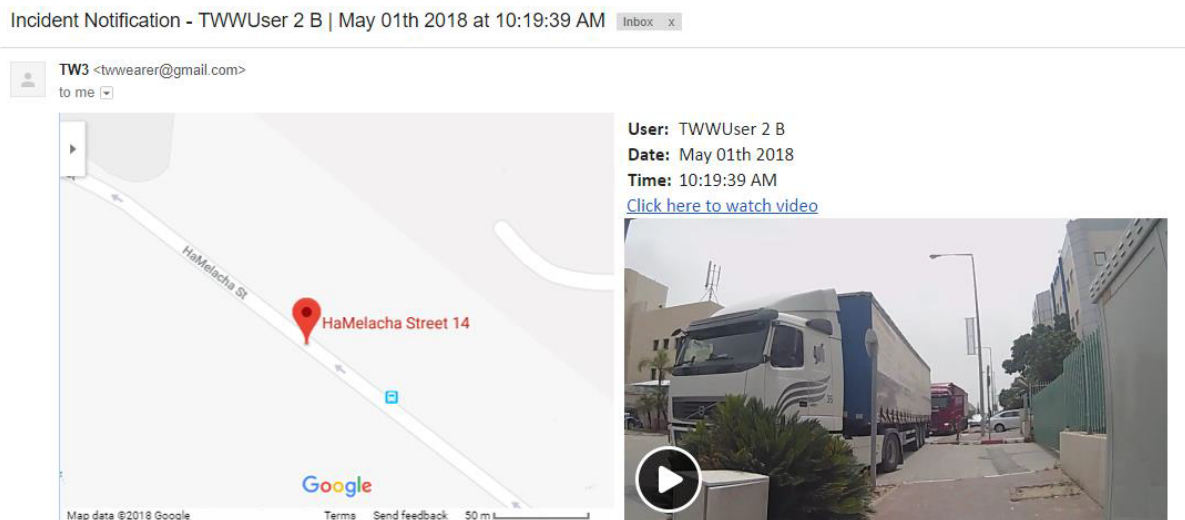 Incident Notification - TWWUser 2 B | May 01th 2018 at 10:19:39 AM Inbox x
TW3 <twwearer@gmail.com>
to me
User: TWWUser 2 B
Date: May 01th 2018
Time: 10:19:39 AM
Click here to watch video
HaMelacha St
HaMelacha Street 14
Google
Map data ©2018 Google Terms Send feedback 50 m